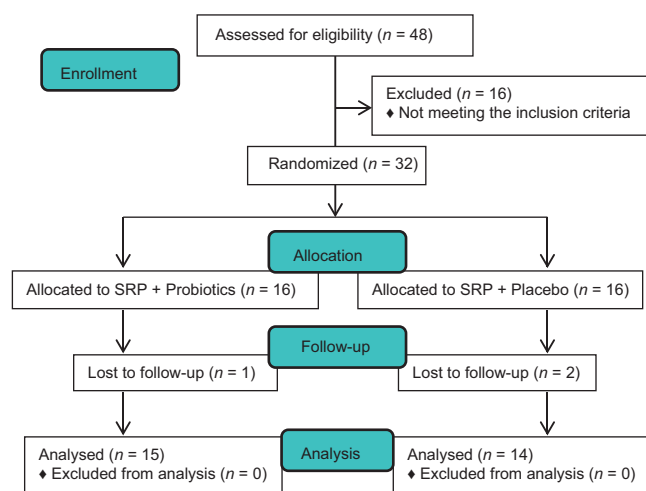 Assessed for eligibility (n = 48)
Enrollment
Excluded (n = 16)
♦ Not meeting the inclusion criteria
Randomized (n = 32)
Allocation
Allocated to SRP + Probiotics (n = 16)
Allocated to SRP + Placebo (n = 16)
Follow-up
Lost to follow-up (n = 1)
Lost to follow-up (n = 2)
Analysis
Analysed (n = 15)
♦ Excluded from analysis (n = 0)
Analysed (n = 14)
♦ Excluded from analysis (n = 0)